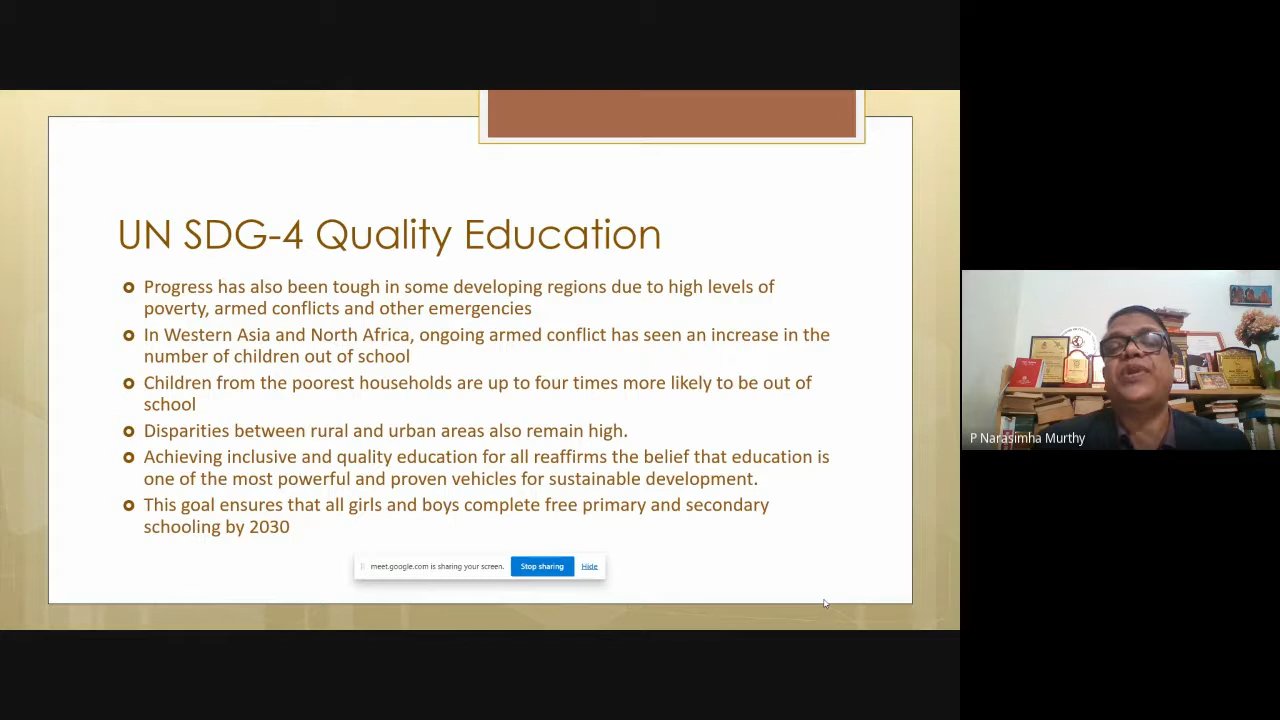 UN SDG-4 Quality Education
Progress has also been tough in some developing regions due to high levels of
poverty, armed conflicts and other emergencies
In Western Asia and North Africa, ongoing armed conflict has seen an increase in the
number of children out of school
Children from the poorest households are up to four times more likely to be out of
school
Disparities between rural and urban areas also remain high.
Achieving inclusive and quality education for all reaffirms the belief that education is
one of the most powerful and proven vehicles for sustainable development.
This goal ensures that all girls and boys complete free primary and secondary
schooling by 2030
meet.google.com is sharing your screen. Stop sharing Hide
P Narasimha Murthy